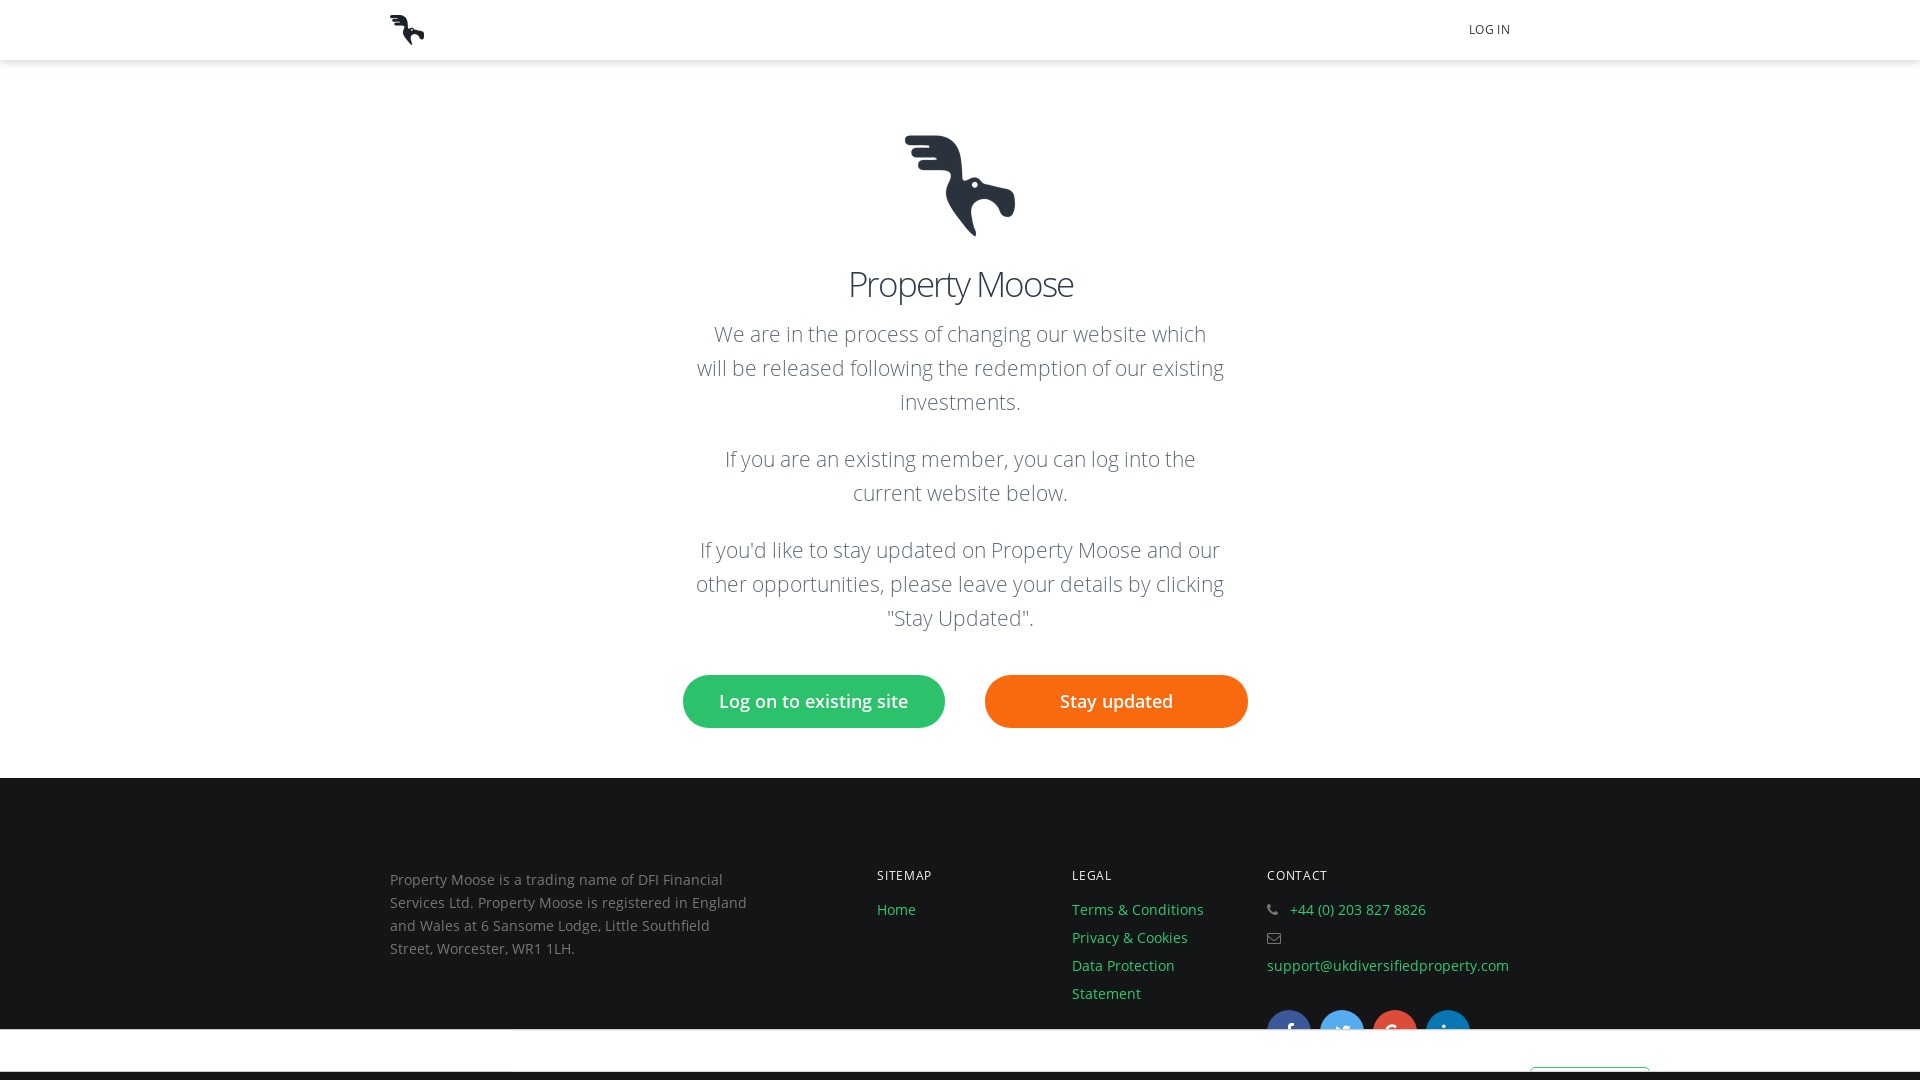 LOG IN
Property Moose
We are in the process of changing our website which
will be released following the redemption of our existing
investments.
If you are an existing member, you can log into the
current website below.
If you'd like to stay updated on Property Moose and our
other opportunities, please leave your details by clicking
"Stay Updated".
Log on to existing site
Stay updated
Property Moose is a trading name of DFI Financial
Services Ltd. Property Moose is registered in England
and Wales at 6 Sansome Lodge, Little Southfield
Street, Worcester, WR1 1LH.
SITEMAP
Home
LEGAL
Terms & Conditions
Privacy & Cookies
Data Protection
Statement
CONTACT
+44 (0) 203 827 8826
support@ukdiversifiedproperty.com